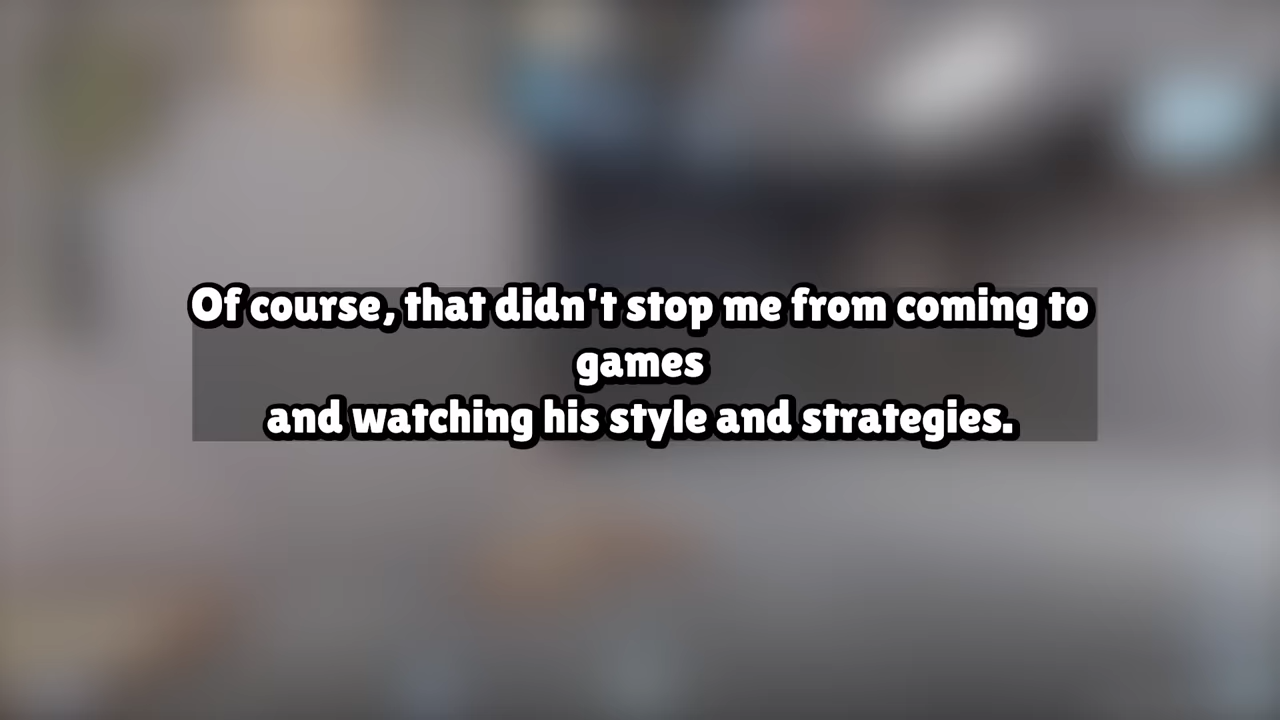 Of course, that didn't stop me from coming to
games
and watching his style and strategies.